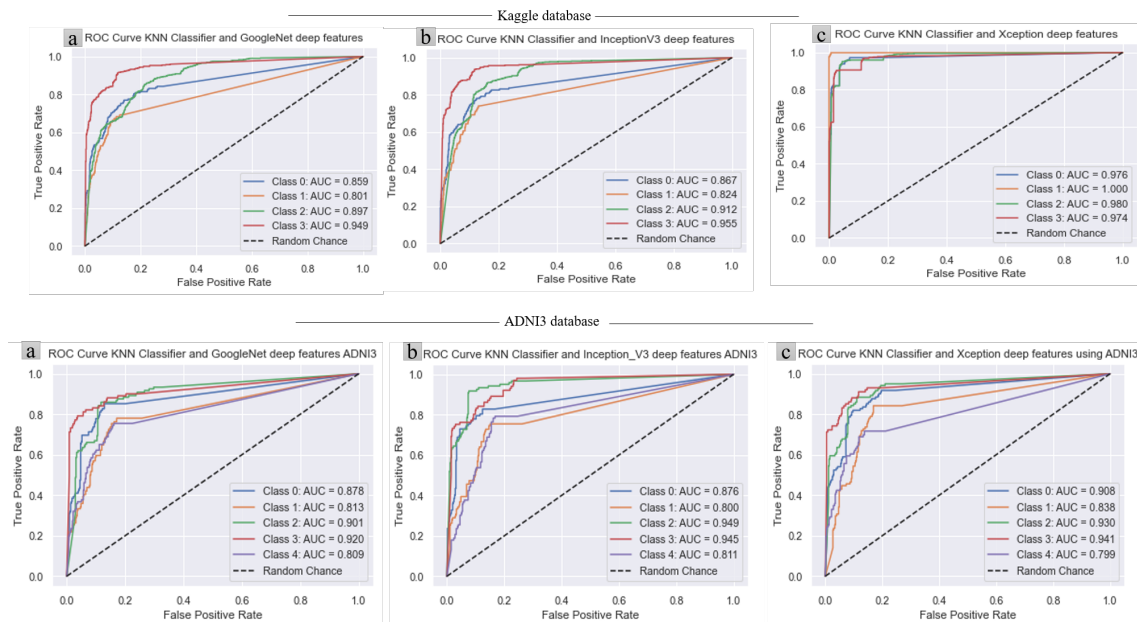 Kaggle database
a
ROC Curve KNN Classifier and GoogleNet deep features
1.0
0.8
0.6
0.4
0.2
0.0
True Positive Rate
Class 0: AUC = 0.859
Class 1: AUC = 0.801
Class 2: AUC = 0.897
Class 3: AUC = 0.949
Random Chance
0.0 0.2 0.4 0.6 0.8 1.0
False Positive Rate
b
ROC Curve KNN Classifier and InceptionV3 deep features
1.0
0.8
0.6
0.4
0.2
0.0
True Positive Rate
Class 0: AUC = 0.867
Class 1: AUC = 0.824
Class 2: AUC = 0.912
Class 3: AUC = 0.955
Random Chance
0.0 0.2 0.4 0.6 0.8 1.0
False Positive Rate
c
ROC Curve KNN Classifier and Xception deep features
1.0
0.8
0.6
0.4
0.2
0.0
True Positive Rate
Class 0: AUC = 0.976
Class 1: AUC = 1.000
Class 2: AUC = 0.980
Class 3: AUC = 0.974
Random Chance
0.0 0.2 0.4 0.6 0.8 1.0
False Positive Rate
ADNI3 database
a
ROC Curve KNN Classifier and GoogleNet deep features ADNI3
1.0
0.8
0.6
0.4
0.2
0.0
True Positive Rate
Class 0: AUC = 0.878
Class 1: AUC = 0.813
Class 2: AUC = 0.901
Class 3: AUC = 0.920
Class 4: AUC = 0.809
Random Chance
0.0 0.2 0.4 0.6 0.8 1.0
False Positive Rate
b
ROC Curve KNN Classifier and Inception_V3 deep features ADNI3
1.0
0.8
0.6
0.4
0.2
0.0
True Positive Rate
Class 0: AUC = 0.876
Class 1: AUC = 0.800
Class 2: AUC = 0.949
Class 3: AUC = 0.945
Class 4: AUC = 0.811
Random Chance
0.0 0.2 0.4 0.6 0.8 1.0
False Positive Rate
c
ROC Curve KNN Classifier and Xception deep features using ADNI3
1.0
0.8
0.6
0.4
0.2
0.0
True Positive Rate
Class 0: AUC = 0.908
Class 1: AUC = 0.838
Class 2: AUC = 0.930
Class 3: AUC = 0.941
Class 4: AUC = 0.799
Random Chance
0.0 0.2 0.4 0.6 0.8 1.0
False Positive Rate